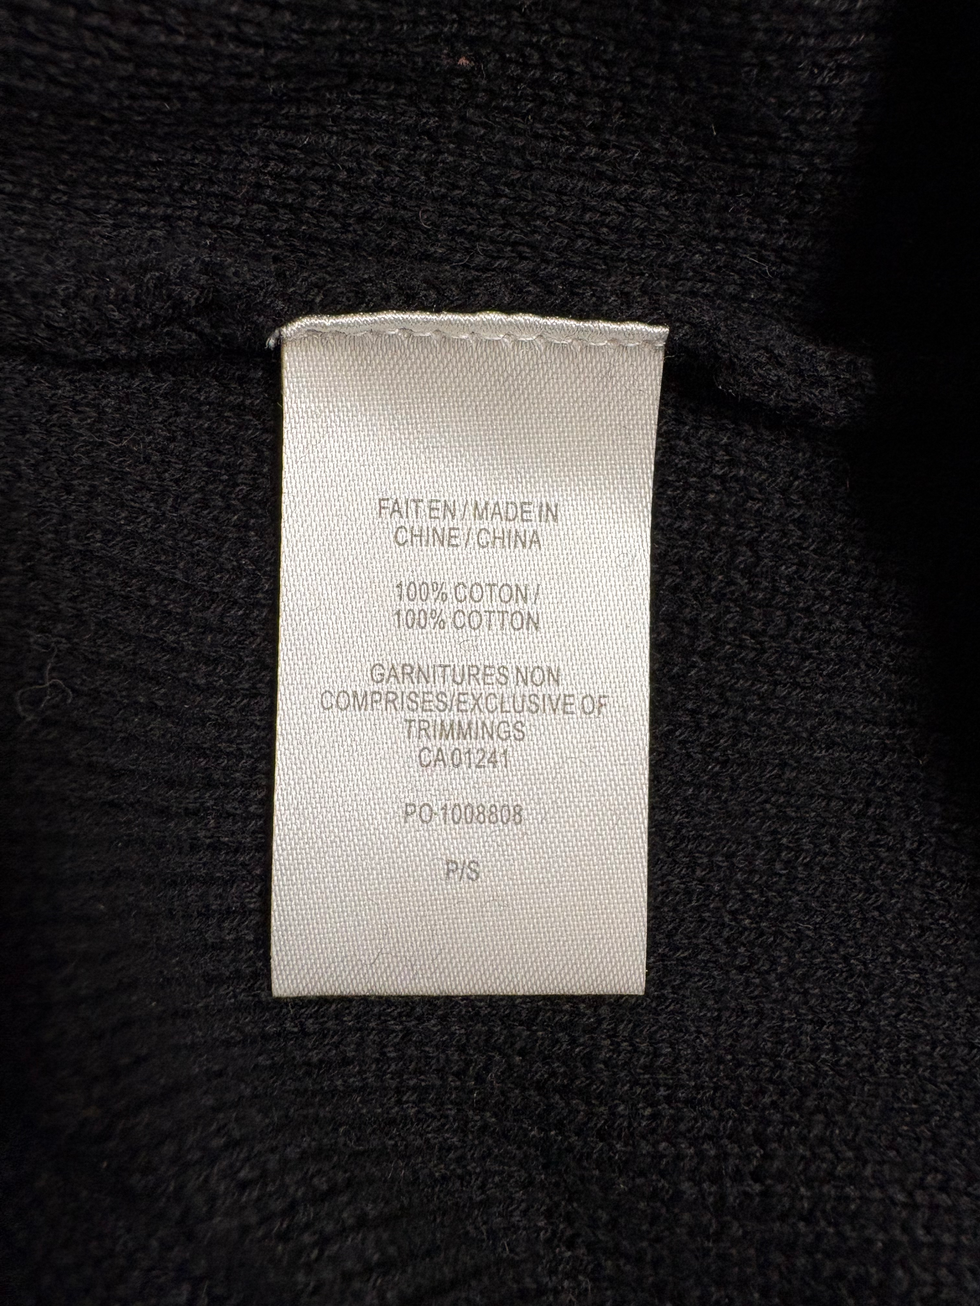 FAIT EN / MADE IN
CHINE / CHINA
100% COTON /
100% COTTON
GARNITURES NON
COMPRISES/EXCLUSIVE OF
TRIMMINGS
CA 01241
PO-1008808
P/S